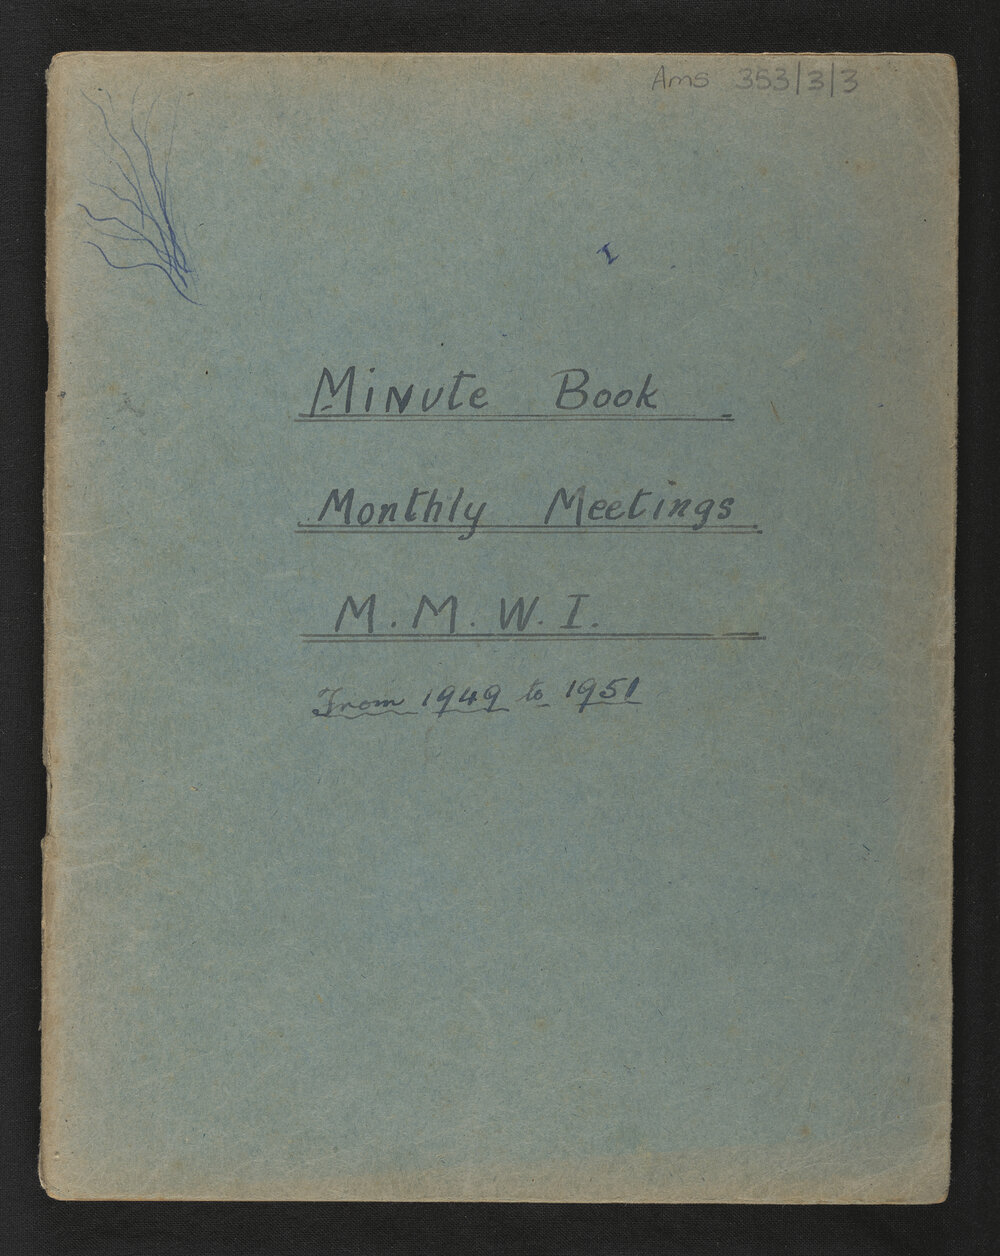 Ams 353/3/3
I
Minute Book
Monthly Meetings
M. M. W. I.
From 1949 to 1951